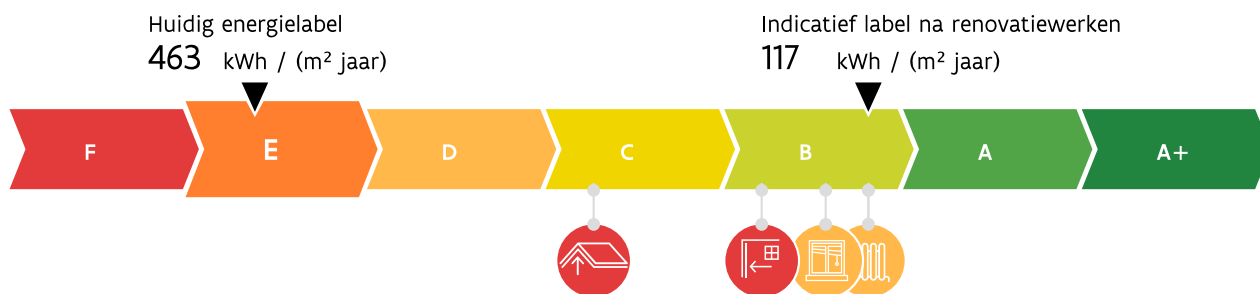 Huidig energielabel
463 kWh / (m² jaar)
Indicatief label na renovatiewerken
117 kWh / (m² jaar)
F E D C B A A+